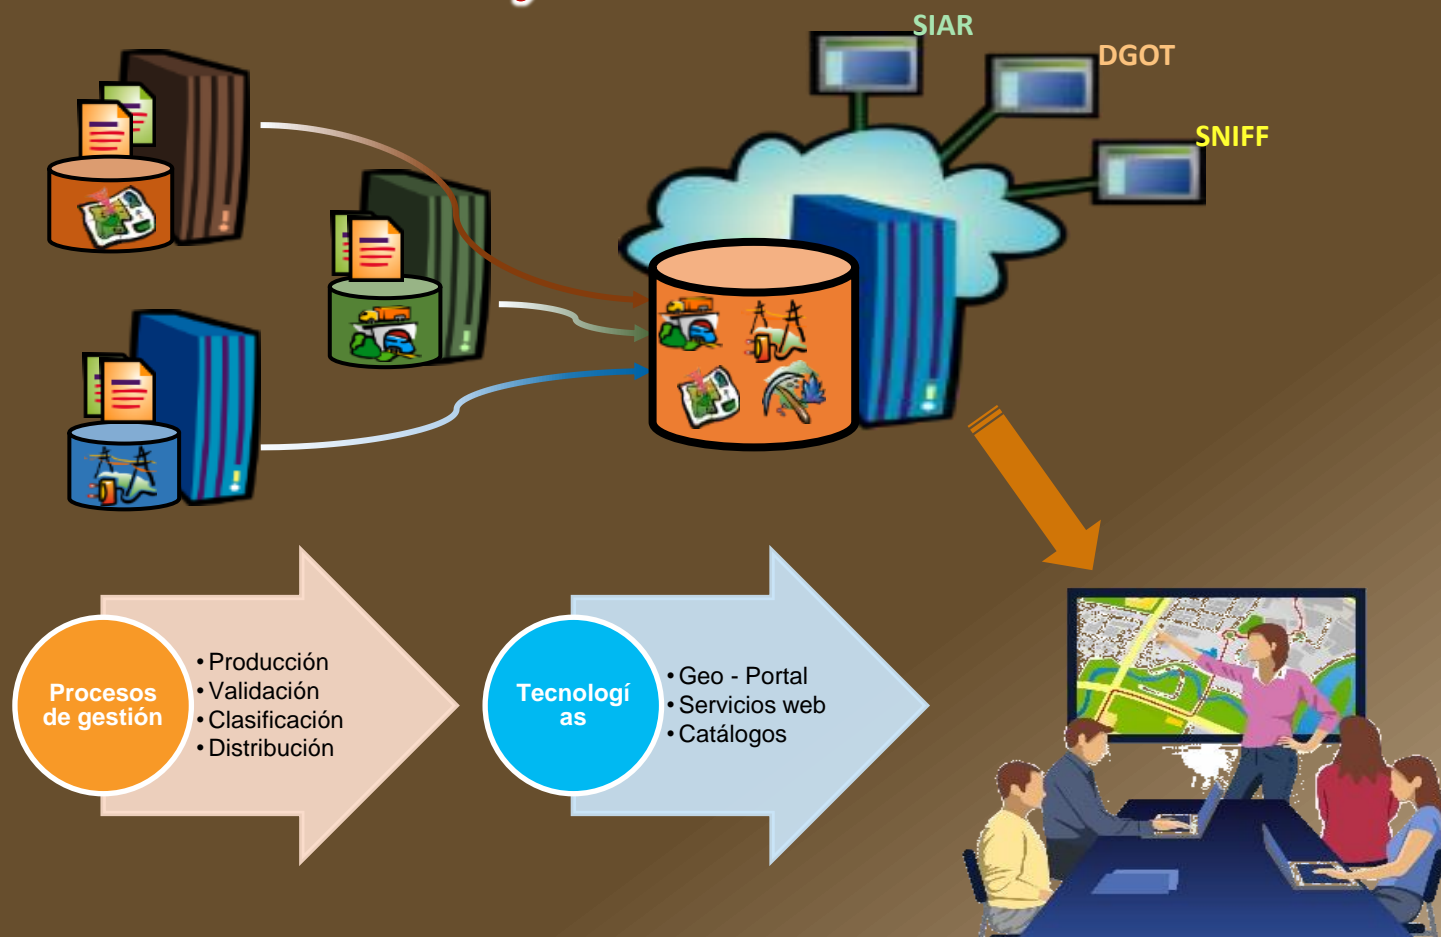 SIAR
DGOT
SNIFF
Procesos
de gestión
• Producción
• Validación
• Clasificación
• Distribución
Tecnologí
as
• Geo - Portal
• Servicios web
• Catálogos